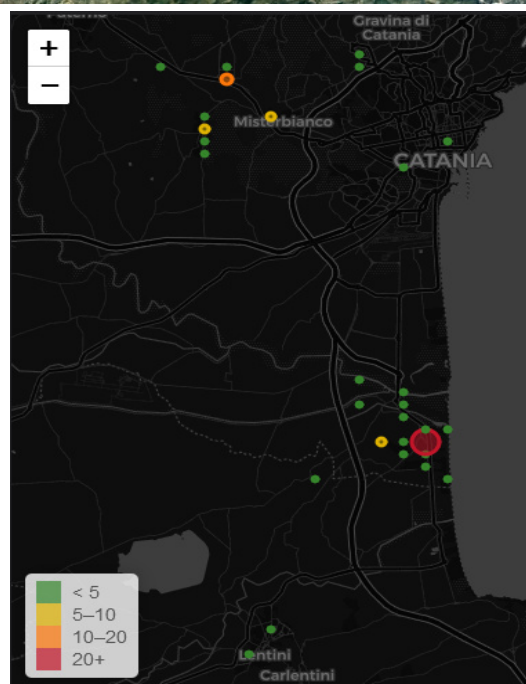 Gravina di
Catania
+
−
Misterbianco
CATANIA
< 5
5–10
10–20
20+
Lentini
Carlentini